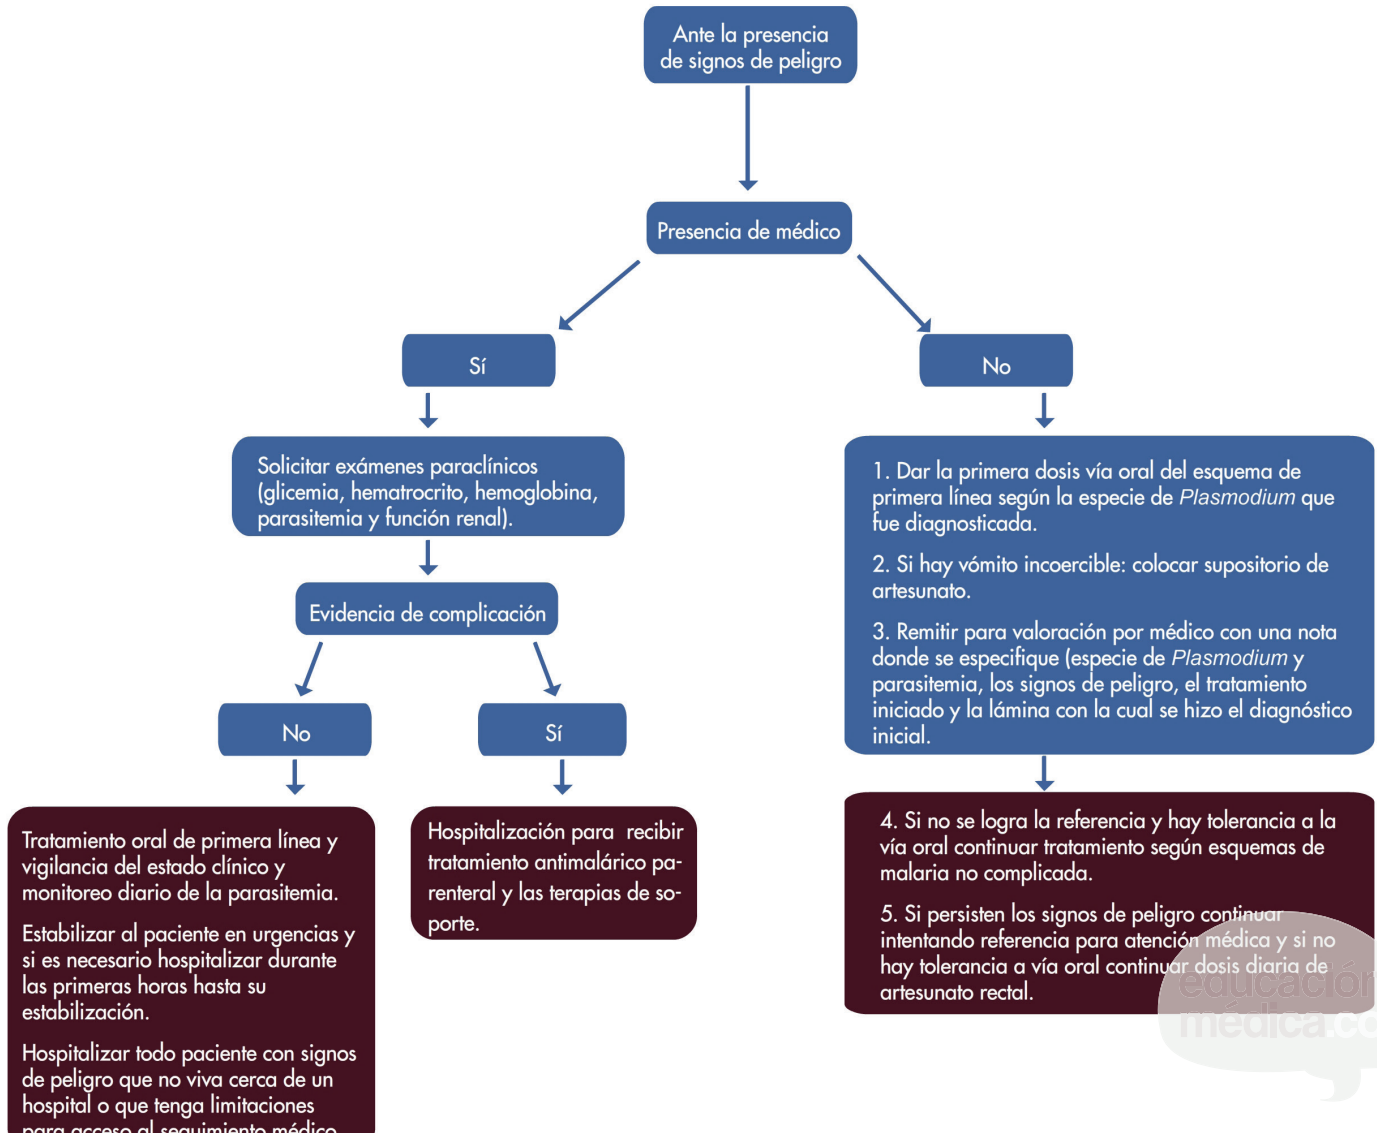 Ante la presencia
de signos de peligro
Presencia de médico
Sí
No
Solicitar exámenes paraclínicos
(glicemia, hematrocrito, hemoglobina,
parasitemia y función renal).
Evidencia de complicación
No
Sí
Tratamiento oral de primera línea y
vigilancia del estado clínico y
monitoreo diario de la parasitemia.
Estabilizar al paciente en urgencias y
si es necesario hospitalizar durante
las primeras horas hasta su
estabilización.
Hospitalizar todo paciente con signos
de peligro que no viva cerca de un
hospital o que tenga limitaciones
para acceso al seguimiento médico
Hospitalización para recibir
tratamiento antimalárico pa-
renteral y las terapias de so-
porte.
1. Dar la primera dosis vía oral del esquema de
primera línea según la especie de Plasmodium que
fue diagnosticada.
2. Si hay vómito incoercible: colocar supositorio de
artesunato.
3. Remitir para valoración por médico con una nota
donde se especifique (especie de Plasmodium y
parasitemia, los signos de peligro, el tratamiento
iniciado y la lámina con la cual se hizo el diagnóstico
inicial.
4. Si no se logra la referencia y hay tolerancia a la
vía oral continuar tratamiento según esquemas de
malaria no complicada.
5. Si persisten los signos de peligro continuar
intentando referencia para atención médica y si no
hay tolerancia a vía oral continuar dosis diaria de
artesunato rectal.
educación
médica.co